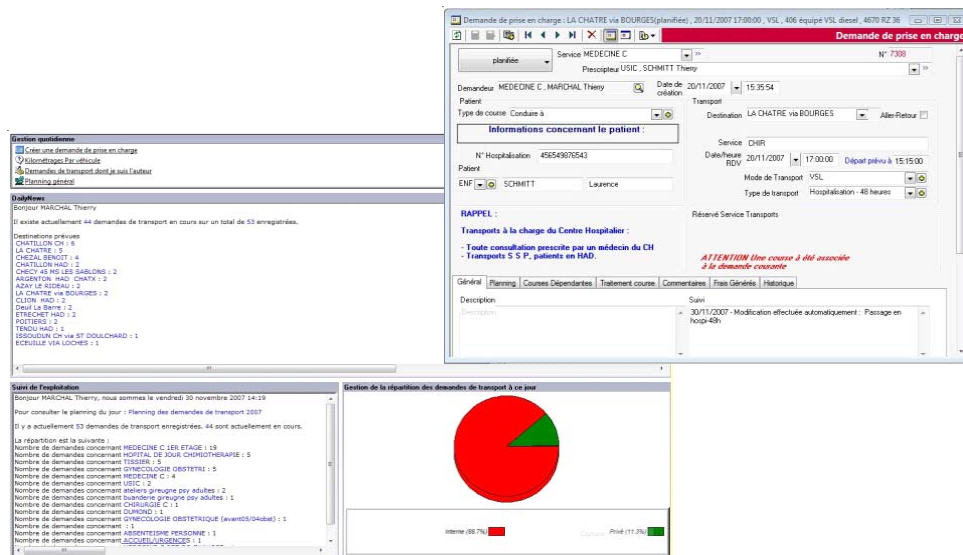 Demande de prise en charge : LA CHATRE via BOURGES(planifiée) , 20/11/2007 17:00:00 , VSL , 406 équipé VSL diesel , 4670 RZ 36
Demande de prise en charge
planifiée
Service MEDECINE C
N° 7308
Prescripteur USIC , SCHMITT Thierry
Demandeur MEDECINE C , MARCHAL Thierry
Date de création 20/11/2007 15:35:54
Patient
Type de course Conduire à
Informations concernant le patient :
N° Hospitalisation 456549876543
Patient
ENF SCHMITT Laurence
Transport
Destination LA CHATRE via BOURGES Aller-Retour
Service CHIR
Date/heure RDV 20/11/2007 17:00:00 Départ prévu à 15:15:00
Mode de Transport VSL
Type de transport Hospitalisation - 48 heures
RAPPEL :
Transports à la charge du Centre Hospitalier :
- Toute consultation prescrite par un médecin du CH
- Transports S S P, patients en HAD.
Réservé Service Transports
ATTENTION Une course à été associée
à la demande courante
Général Planning Courses Dépendantes Traitement course Commentaires Frais Générés Historique
Description
Description
Suivi
30/11/2007 - Modification effectuée automatiquement : Passage en
hospi-48h
Gestion quotidienne
Créer une demande de prise en charge
Kilométrages Par véhicule
Demandes de transport dont je suis l'auteur
Planning général
DailyNews
Bonjour MARCHAL Thierry
Il existe actuellement 44 demandes de transport en cours sur un total de 53 enregistrées.
Destinations prévues
CHATILLON CH : 6
LA CHATRE : 5
CHEZAL BENOIT : 4
CHATILLON HAD : 2
CHECY 45 MS LES SABLONS : 2
ARGENTON HAD CHATX : 2
AZAY LE RIDEAU : 2
LA CHATRE via BOURGES : 2
CLION HAD : 2
Deuil La Barre : 2
ETRECHET HAD : 2
POITIERS : 2
TENDU HAD : 1
ISSOUDUN CH via ST DOULCHARD : 1
ECEUILLE VIA LOCHES : 1
Suivi de l'exploitation
Bonjour MARCHAL Thierry, nous sommes le vendredi 30 novembre 2007 14:19
Pour consulter le planning du jour : Planning des demandes de transport 2007
Il y a actuellement 53 demandes de transport enregistrées. 44 sont actuellement en cours.
La répartition est la suivante :
Nombre de demandes concernant MEDECINE C 1ER ETAGE : 19
Nombre de demandes concernant HOPITAL DE JOUR CHIMIOTHERAPIE : 5
Nombre de demandes concernant TISSIER : 5
Nombre de demandes concernant GYNECOLOGIE OBSTETRI : 5
Nombre de demandes concernant MEDECINE C : 4
Nombre de demandes concernant USIC : 2
Nombre de demandes concernant ateliers gireugne psy adultes : 2
Nombre de demandes concernant buanderie gireugne psy adultes : 1
Nombre de demandes concernant CHIRURGIE C : 1
Nombre de demandes concernant DUMOND : 1
Nombre de demandes concernant GYNECOLOGIE OBSTETRIQUE (avant05/04obst) : 1
Nombre de demandes concernant : 1
Nombre de demandes concernant ABSENTEISME PERSONNE : 1
Nombre de demandes concernant ACCUEIL/URGENCES : 1
Gestion de la répartition des demandes de transport à ce jour
Interne (88.7%)
Privé (11.3%)